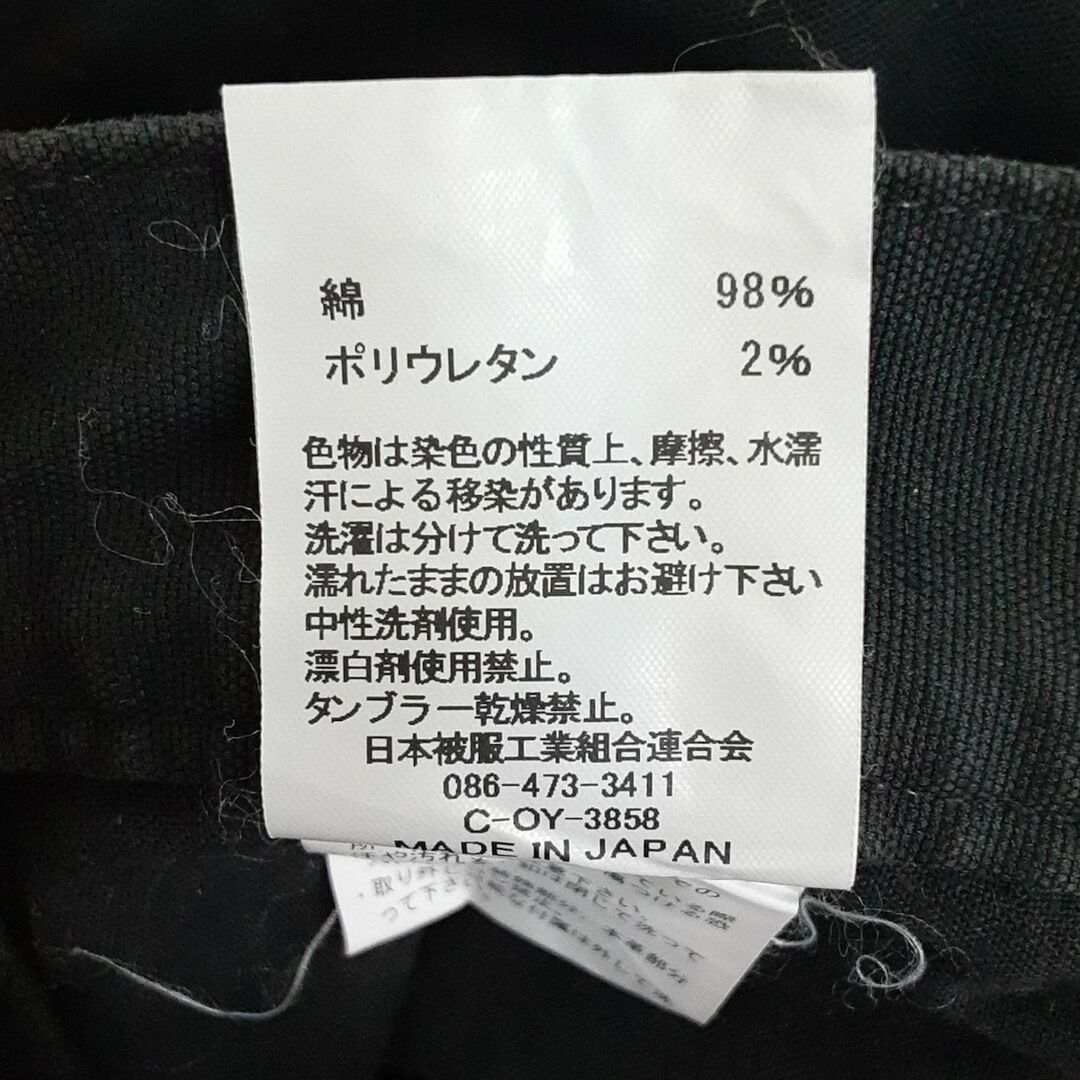 綿 98%
ポリウレタン 2%
色物は染色の性質上、摩擦、水濡
汗による移染があります。
洗濯は分けて洗って下さい。
濡れたままの放置はお避け下さい
中性洗剤使用。
漂白剤使用禁止。
タンブラー乾燥禁止。
日本被服工業組合連合会
086-473-3411
C-OY-3858
MADE IN JAPAN
って下さ